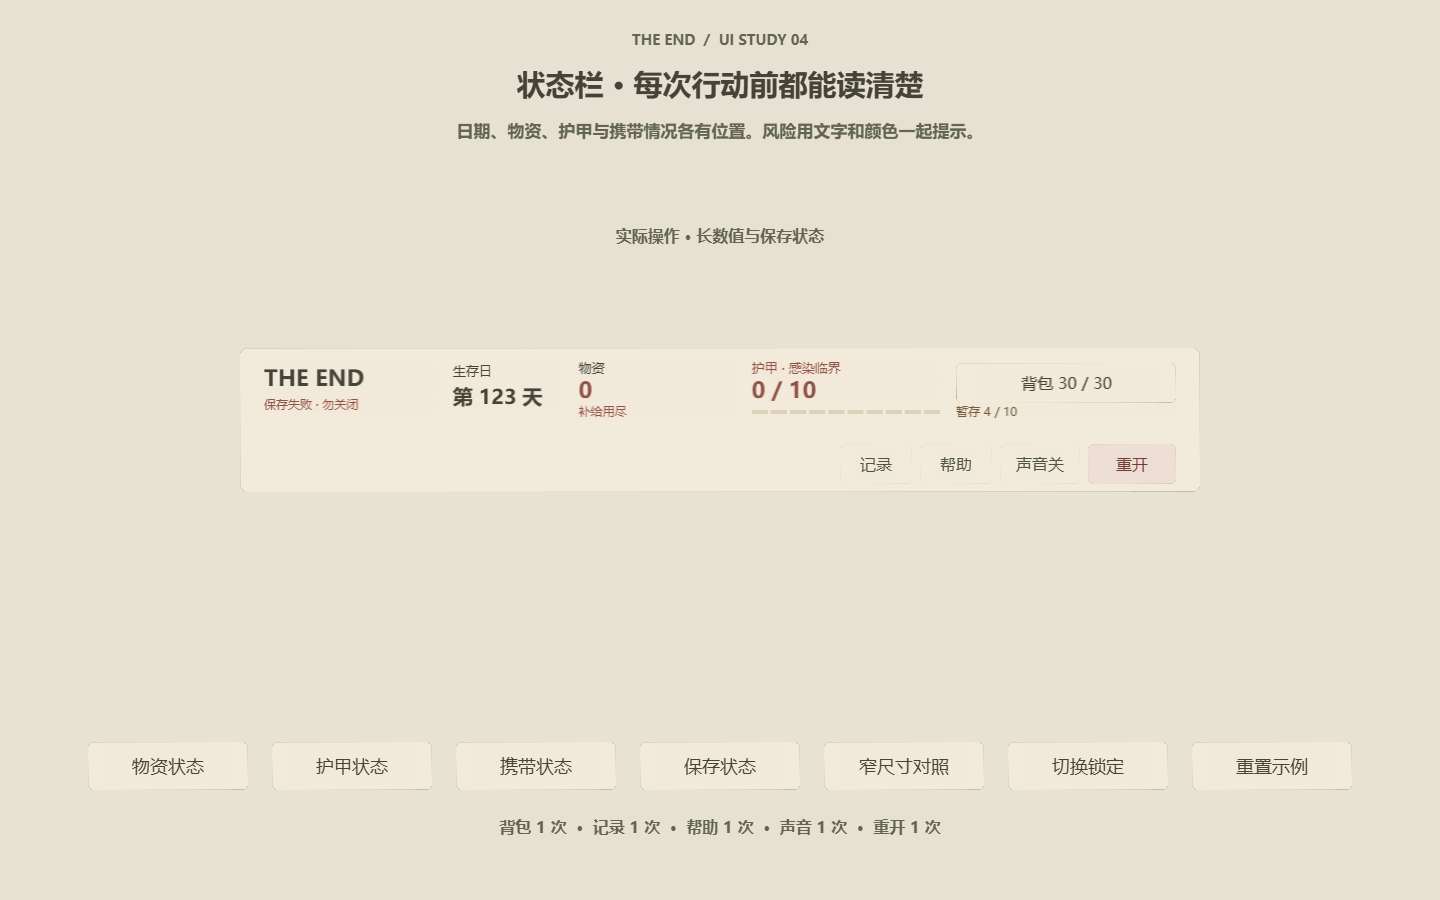 THE END / UI STUDY 04
状态栏 • 每次行动前都能读清楚
日期、物资、护甲与携带情况各有位置。风险用文字和颜色一起提示。
实际操作 • 长数值与保存状态
THE END
保存失败 · 勿关闭
生存日
第 123 天
物资
0
补给用尽
护甲 · 感染临界
0 / 10
背包 30 / 30
暂存 4 / 10
记录
帮助
声音关
重开
物资状态
护甲状态
携带状态
保存状态
窄尺寸对照
切换锁定
重置示例
背包 1 次 • 记录 1 次 • 帮助 1 次 • 声音 1 次 • 重开 1 次